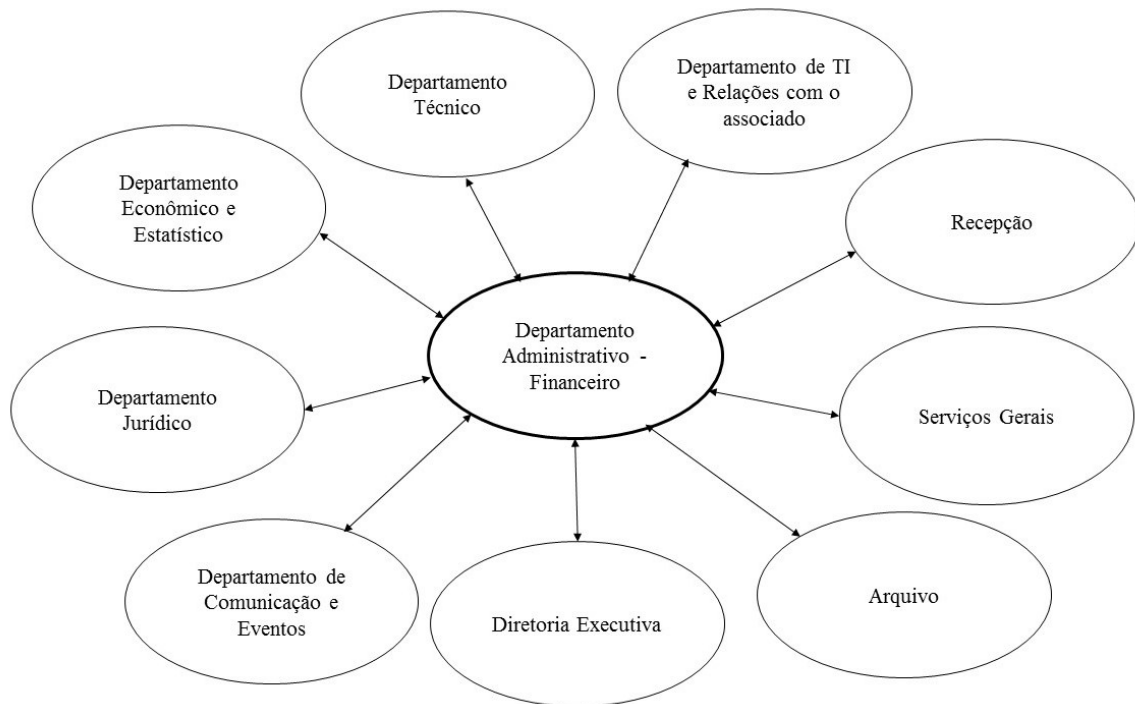 Departamento
Técnico
Departamento de TI
e Relações com o
associado
Departamento
Econômico e
Estatístico
Recepção
Departamento
Administrativo -
Financeiro
Departamento
Jurídico
Serviços Gerais
Departamento de
Comunicação e
Eventos
Diretoria Executiva
Arquivo